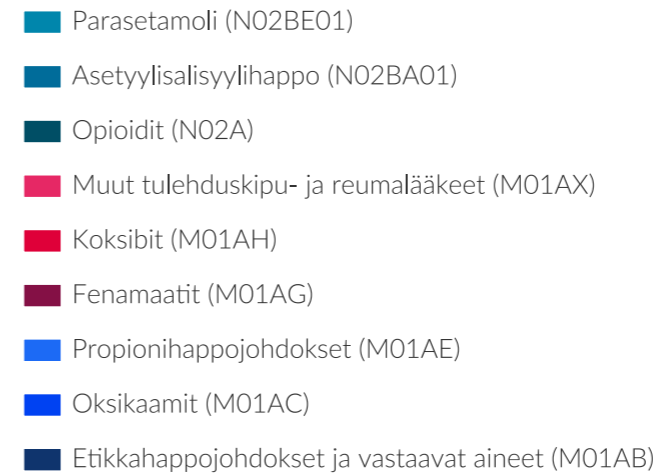 Parasetamoli (N02BE01)
Asetyylisalisyylihappo (N02BA01)
Opioidit (N02A)
Muut tulehduskipu- ja reumalääkeet (M01AX)
Koksibit (M01AH)
Fenamaatit (M01AG)
Propionihappojohdokset (M01AE)
Oksikaamit (M01AC)
Etikkahappojohdokset ja vastaavat aineet (M01AB)